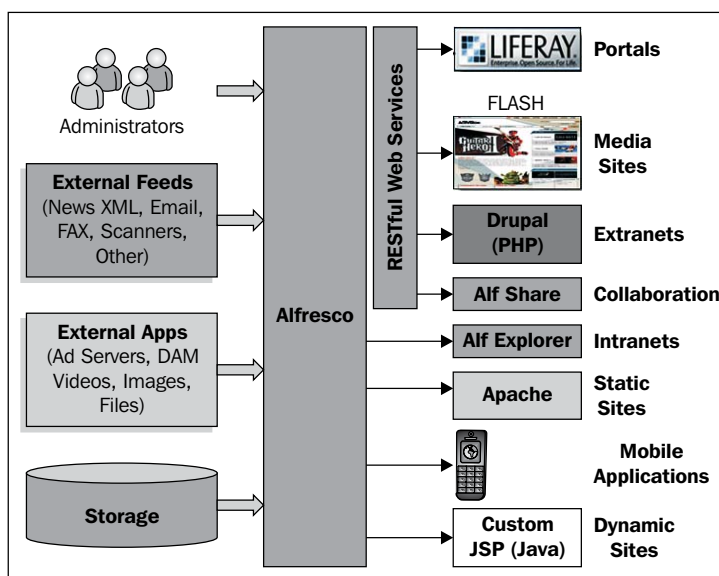 Administrators
External Feeds
(News XML, Email,
FAX, Scanners,
Other)
External Apps
(Ad Servers, DAM
Videos, Images,
Files)
Storage
Alfresco
RESTful Web Services
LIFERAY.
Enterprise. Open Source. For Life.
Portals
FLASH
GUITAR HERO
Media
Sites
Drupal
(PHP)
Extranets
Alf Share
Collaboration
Alf Explorer
Intranets
Apache
Static
Sites
Mobile
Applications
Custom
JSP (Java)
Dynamic
Sites